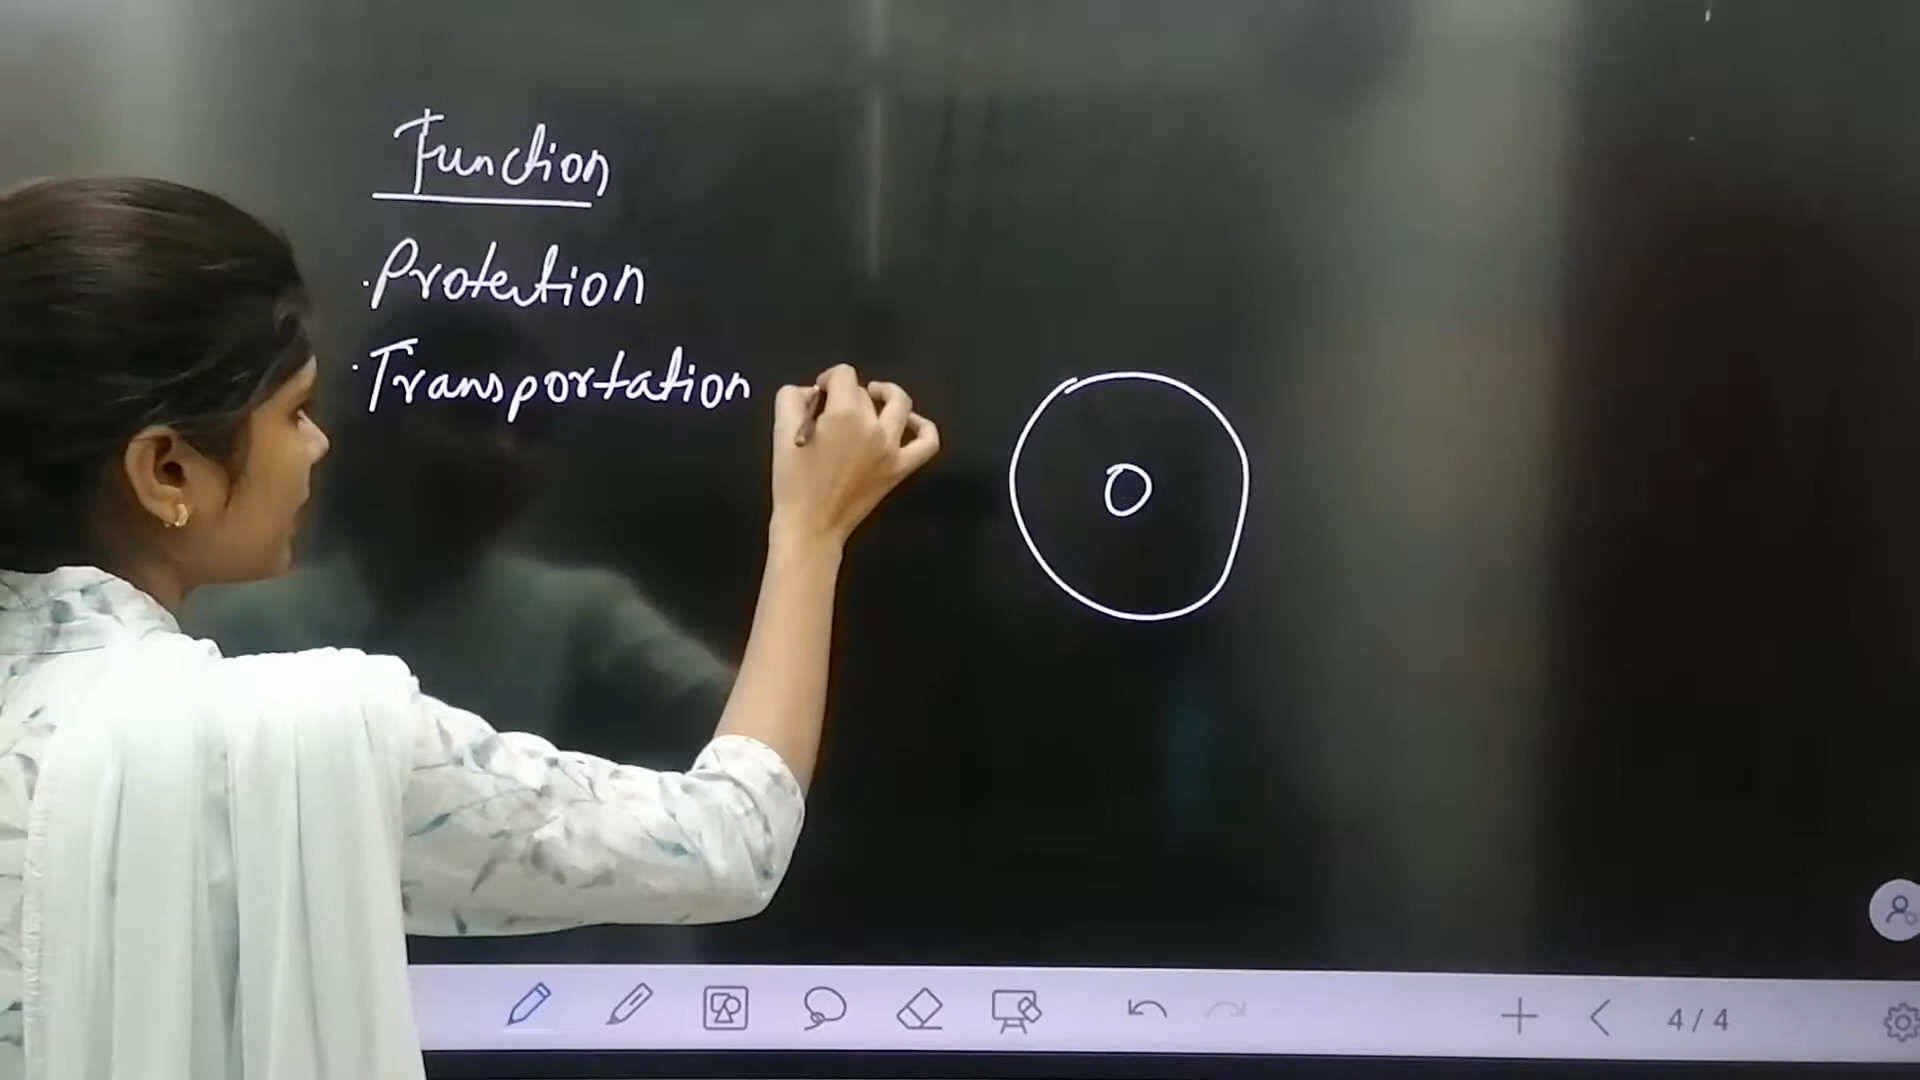 Function
. Protection
. Transportation
4/4